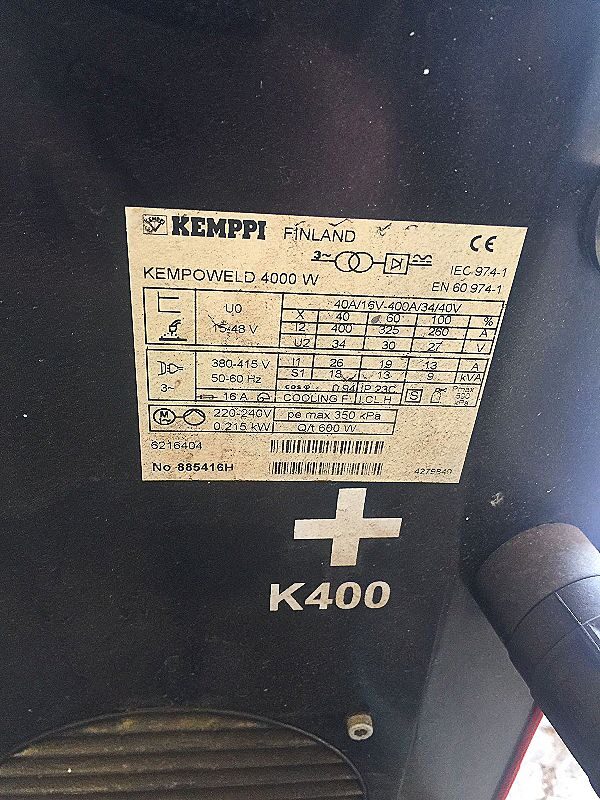 KEMPPI FINLAND
3~
IEC 974-1
KEMPOWELD 4000 W
EN 60 974-1
40A/16V-400A/34/40V
U0 X 40 60 100 %
15-48 V I2 400 325 260 A
U2 34 30 27 V
380-415 V I1 26 19 13 A
50-60 Hz S1 18 13 9 kVA
3~ cos φ 0.94 IP 23C S
16 A COOLING F CL.H
M 220-240V pe max 350 kPa
0.215 kW Q/t 600 W
6216404
No 885416H 4279840
K400